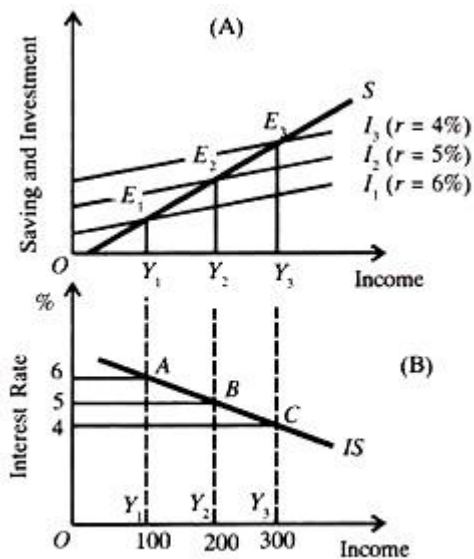 (A)
Saving and Investment
S
E₃
I₃ (r = 4%)
E₂
I₂ (r = 5%)
E₁
I₁ (r = 6%)
O
Y₁ Y₂ Y₃ Income
%
(B)
Interest Rate
6 A
5 B
4 C
IS
Y₁ Y₂ Y₃
O 100 200 300 Income